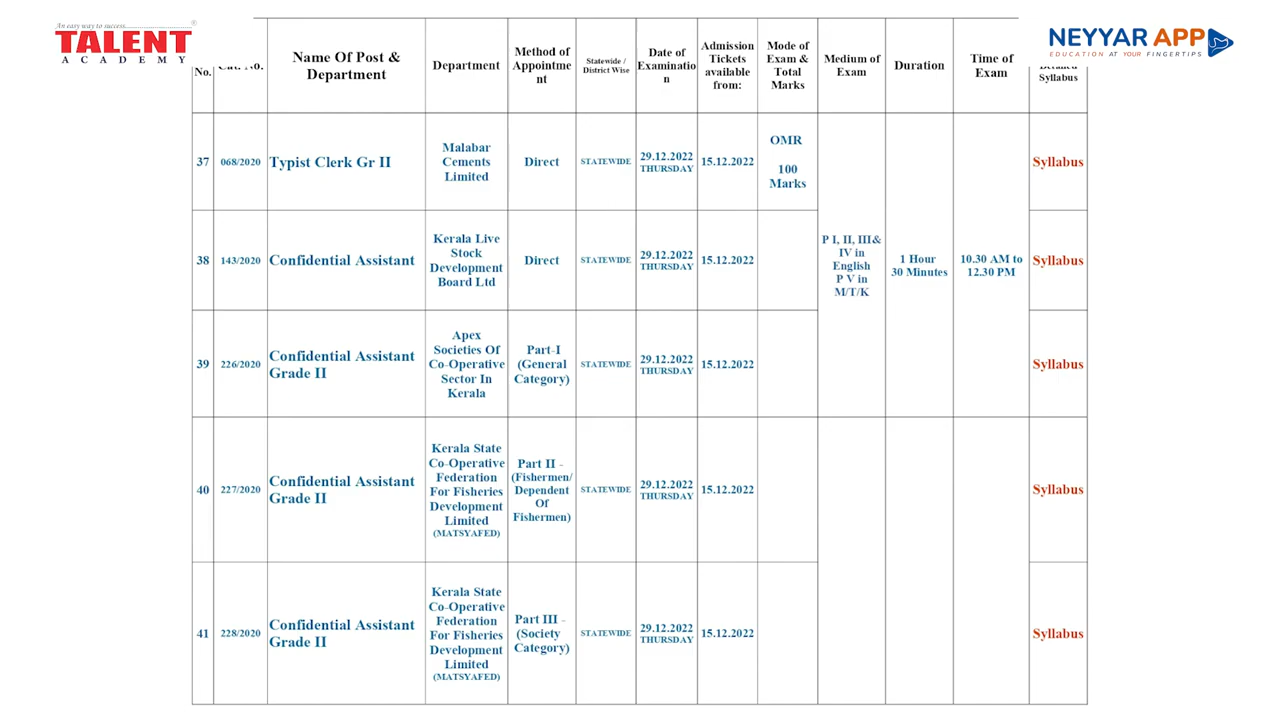 An easy way to success
®
TALENT
ACADEMY
NEYYAR APP
EDUCATION AT YOUR FINGERTIPS
No.
Cat. No.
Name Of Post &
Department
Department
Method of
Appointme
nt
Statewide /
District Wise
Date of
Examinatio
n
Admission
Tickets
available
from:
Mode of
Exam &
Total
Marks
Medium of
Exam
Duration
Time of
Exam
Detailed
Syllabus
37
068/2020
Typist Clerk Gr II
Malabar
Cements
Limited
Direct
STATEWIDE
29.12.2022
THURSDAY
15.12.2022
OMR
100
Marks
Syllabus
38
143/2020
Confidential Assistant
Kerala Live
Stock
Development
Board Ltd
Direct
STATEWIDE
29.12.2022
THURSDAY
15.12.2022
P I, II, III&
IV in
English
P V in
M/T/K
1 Hour
30 Minutes
10.30 AM to
12.30 PM
Syllabus
39
226/2020
Confidential Assistant
Grade II
Apex
Societies Of
Co-Operative
Sector In
Kerala
Part-I
(General
Category)
STATEWIDE
29.12.2022
THURSDAY
15.12.2022
Syllabus
40
227/2020
Confidential Assistant
Grade II
Kerala State
Co-Operative
Federation
For Fisheries
Development
Limited
(MATSYAFED)
Part II -
(Fishermen/
Dependent
Of
Fishermen)
STATEWIDE
29.12.2022
THURSDAY
15.12.2022
Syllabus
41
228/2020
Confidential Assistant
Grade II
Kerala State
Co-Operative
Federation
For Fisheries
Development
Limited
(MATSYAFED)
Part III -
(Society
Category)
STATEWIDE
29.12.2022
THURSDAY
15.12.2022
Syllabus